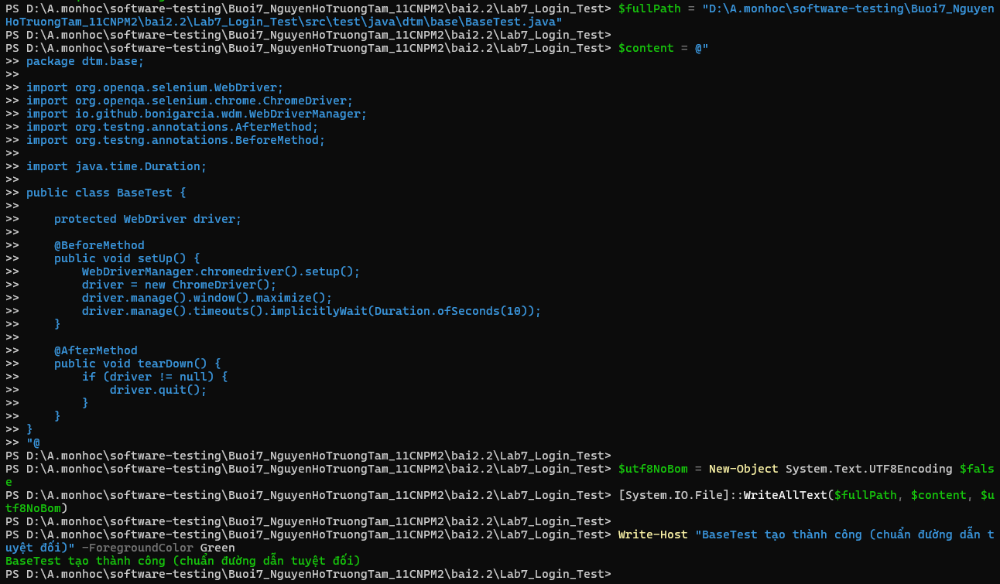 PS D:\A.monhoc\software-testing\Buoi7_NguyenHoTruongTam_11CNPM2\bai2.2\Lab7_Login_Test> $fullPath = "D:\A.monhoc\software-testing\Buoi7_Nguyen
HoTruongTam_11CNPM2\bai2.2\Lab7_Login_Test\src\test\java\dtm\base\BaseTest.java"
PS D:\A.monhoc\software-testing\Buoi7_NguyenHoTruongTam_11CNPM2\bai2.2\Lab7_Login_Test>
PS D:\A.monhoc\software-testing\Buoi7_NguyenHoTruongTam_11CNPM2\bai2.2\Lab7_Login_Test> $content = @"
>> package dtm.base;
>>
>> import org.openqa.selenium.WebDriver;
>> import org.openqa.selenium.chrome.ChromeDriver;
>> import io.github.bonigarcia.wdm.WebDriverManager;
>> import org.testng.annotations.AfterMethod;
>> import org.testng.annotations.BeforeMethod;
>>
>> import java.time.Duration;
>>
>> public class BaseTest {
>>
>>     protected WebDriver driver;
>>
>>     @BeforeMethod
>>     public void setUp() {
>>         WebDriverManager.chromedriver().setup();
>>         driver = new ChromeDriver();
>>         driver.manage().window().maximize();
>>         driver.manage().timeouts().implicitlyWait(Duration.ofSeconds(10));
>>     }
>>
>>     @AfterMethod
>>     public void tearDown() {
>>         if (driver != null) {
>>             driver.quit();
>>         }
>>     }
>> }
>> "@
PS D:\A.monhoc\software-testing\Buoi7_NguyenHoTruongTam_11CNPM2\bai2.2\Lab7_Login_Test>
PS D:\A.monhoc\software-testing\Buoi7_NguyenHoTruongTam_11CNPM2\bai2.2\Lab7_Login_Test> $utf8NoBom = New-Object System.Text.UTF8Encoding $fals
e
PS D:\A.monhoc\software-testing\Buoi7_NguyenHoTruongTam_11CNPM2\bai2.2\Lab7_Login_Test> [System.IO.File]::WriteAllText($fullPath, $content, $u
tf8NoBom)
PS D:\A.monhoc\software-testing\Buoi7_NguyenHoTruongTam_11CNPM2\bai2.2\Lab7_Login_Test>
PS D:\A.monhoc\software-testing\Buoi7_NguyenHoTruongTam_11CNPM2\bai2.2\Lab7_Login_Test> Write-Host "BaseTest tạo thành công (chuẩn đường dẫn t
uyệt đối)" -ForegroundColor Green
BaseTest tạo thành công (chuẩn đường dẫn tuyệt đối)
PS D:\A.monhoc\software-testing\Buoi7_NguyenHoTruongTam_11CNPM2\bai2.2\Lab7_Login_Test>